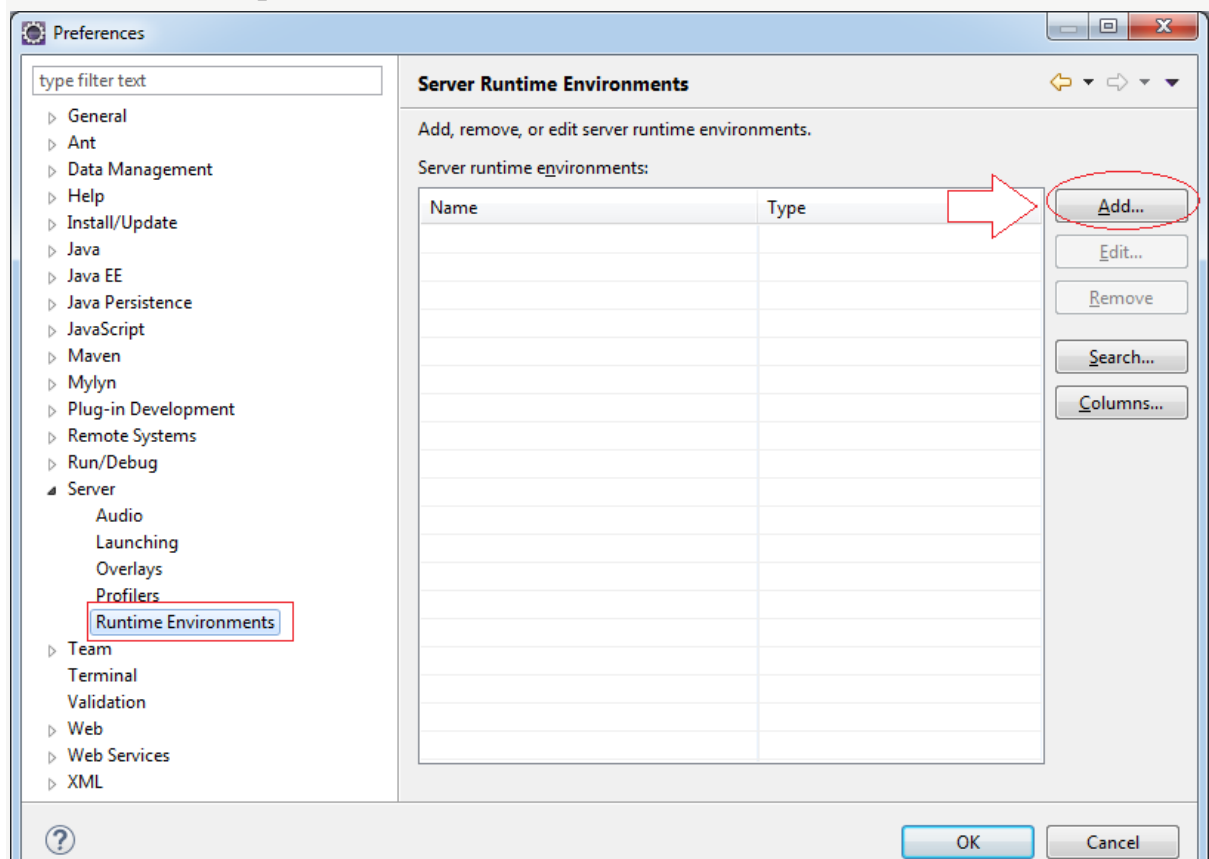 Preferences
type filter text
General
Ant
Data Management
Help
Install/Update
Java
Java EE
Java Persistence
JavaScript
Maven
Mylyn
Plug-in Development
Remote Systems
Run/Debug
Server
Audio
Launching
Overlays
Profilers
Runtime Environments
Team
Terminal
Validation
Web
Web Services
XML
Server Runtime Environments
Add, remove, or edit server runtime environments.
Server runtime environments:
Name Type
Add...
Edit...
Remove
Search...
Columns...
OK Cancel